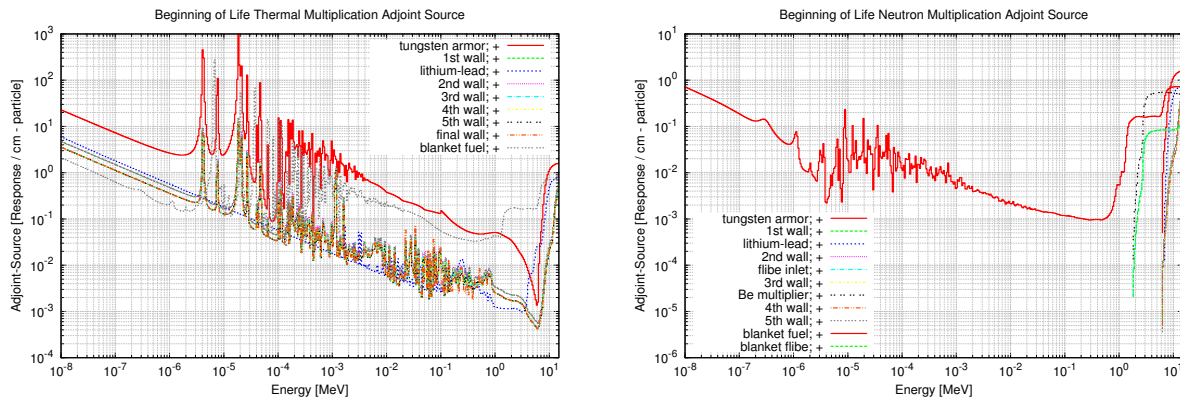 Beginning of Life Thermal Multiplication Adjoint Source
Adjoint-Source [Response / cm - particle]
10^3
10^2
10^1
10^0
10^-1
10^-2
10^-3
10^-4
tungsten armor; +
1st wall; +
lithium-lead; +
2nd wall; +
3rd wall; +
4th wall; +
5th wall; +
final wall; +
blanket fuel; +
10^-8 10^-7 10^-6 10^-5 10^-4 10^-3 10^-2 10^-1 10^0 10^1
Energy [MeV]
Beginning of Life Neutron Multiplication Adjoint Source
Adjoint-Source [Response / cm - particle]
10^1
10^0
10^-1
10^-2
10^-3
10^-4
10^-5
10^-6
tungsten armor; +
1st wall; +
lithium-lead; +
2nd wall; +
flibe inlet; +
3rd wall; +
Be multiplier; +
4th wall; +
5th wall; +
blanket fuel; +
blanket flibe; +
10^-8 10^-7 10^-6 10^-5 10^-4 10^-3 10^-2 10^-1 10^0 10^1
Energy [MeV]